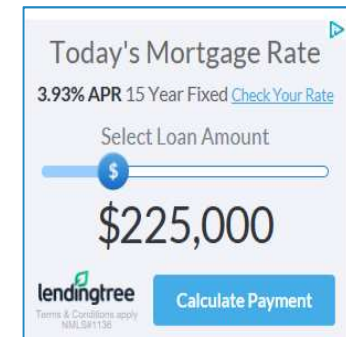 Today's Mortgage Rate
3.93% APR 15 Year Fixed Check Your Rate
Select Loan Amount
$
$225,000
lendingtree
Terms & Conditions apply
NMLS#1136
Calculate Payment